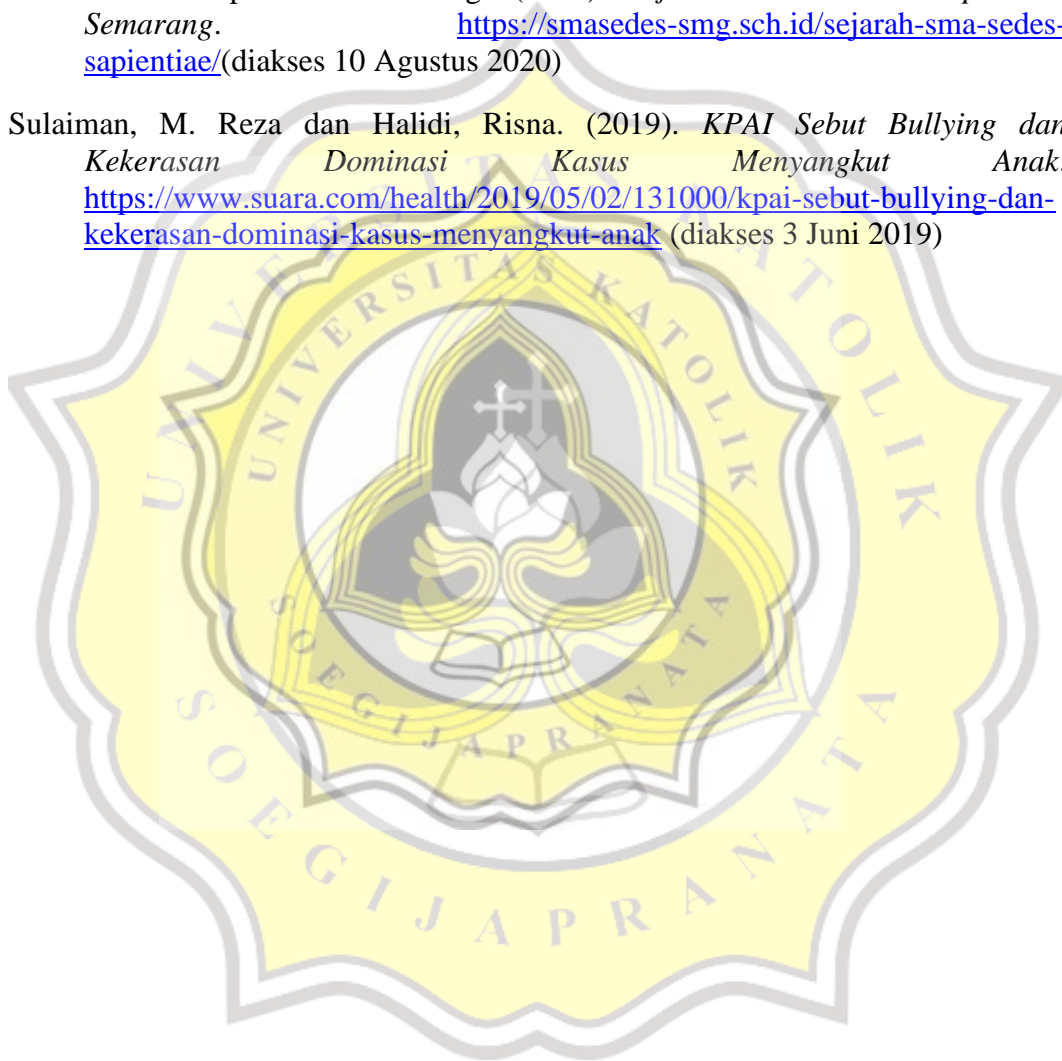 Semarang. https://smasedes-smg.sch.id/sejarah-sma-sedes-
sapientiae/(diakses 10 Agustus 2020)
Sulaiman, M. Reza dan Halidi, Risna. (2019). KPAI Sebut Bullying dan
Kekerasan Dominasi Kasus Menyangkut Anak.
https://www.suara.com/health/2019/05/02/131000/kpai-sebut-bullying-dan-
kekerasan-dominasi-kasus-menyangkut-anak (diakses 3 Juni 2019)
UNIVERSITAS KATOLIK
SOEGIJAPRANATA
UNIVERSITAS KATOLIK
SOEGIJAPRANATA